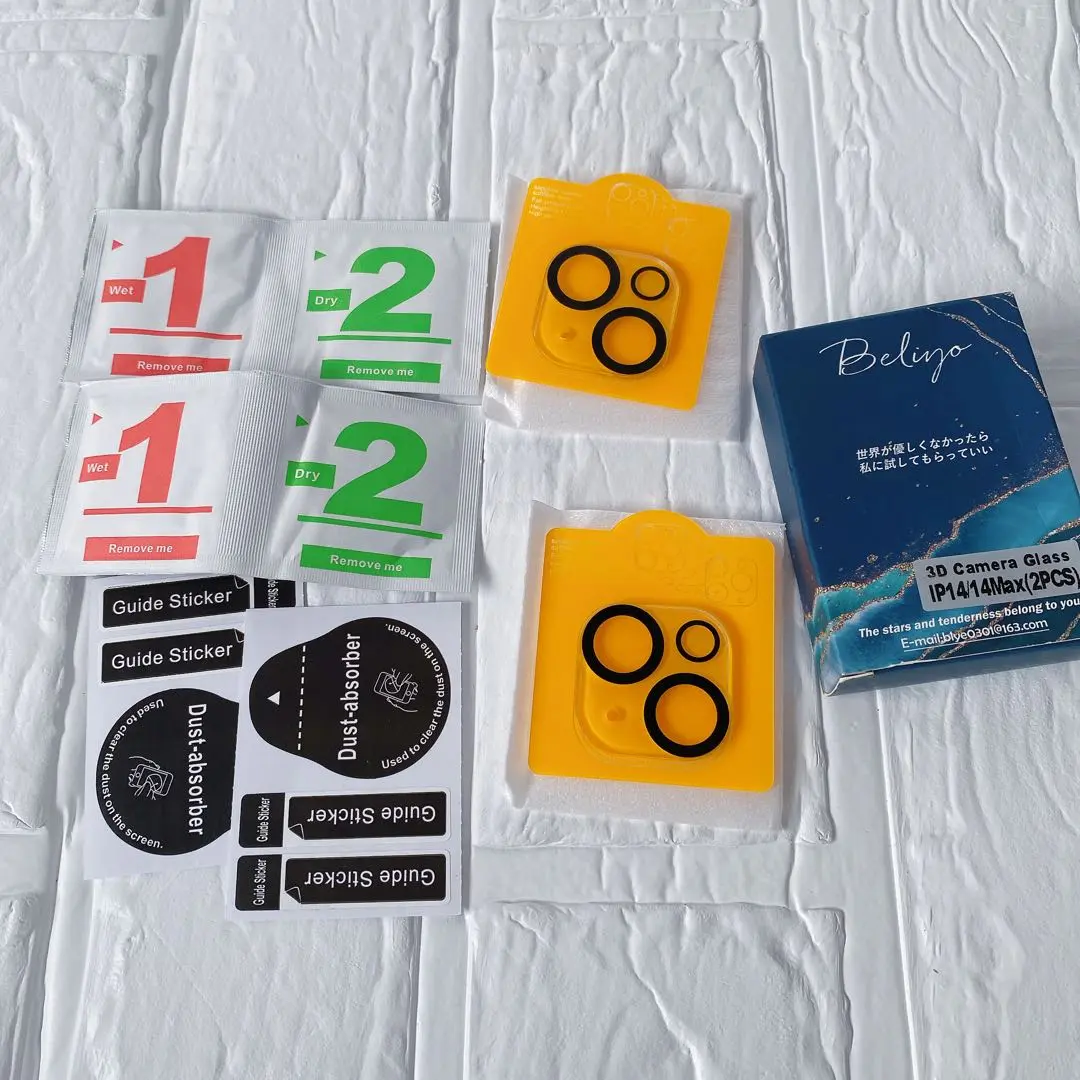 1
Wet
Remove me
2
Dry
Remove me
1
Wet
Remove me
2
Dry
Remove me
Guide Sticker
Guide Sticker
Dust-absorber
Used to clear the dust on the screen.
Dust-absorber
Used to clear the dust on the screen.
Guide Sticker
Guide Sticker
Guide Sticker
Guide Sticker
Beliyo
世界が優しくなかったら
私に試してもらっていい
3D Camera Glass
IP14/14Max(2PCS)
The stars and tenderness belong to you
E-mail:blye0301@163.com